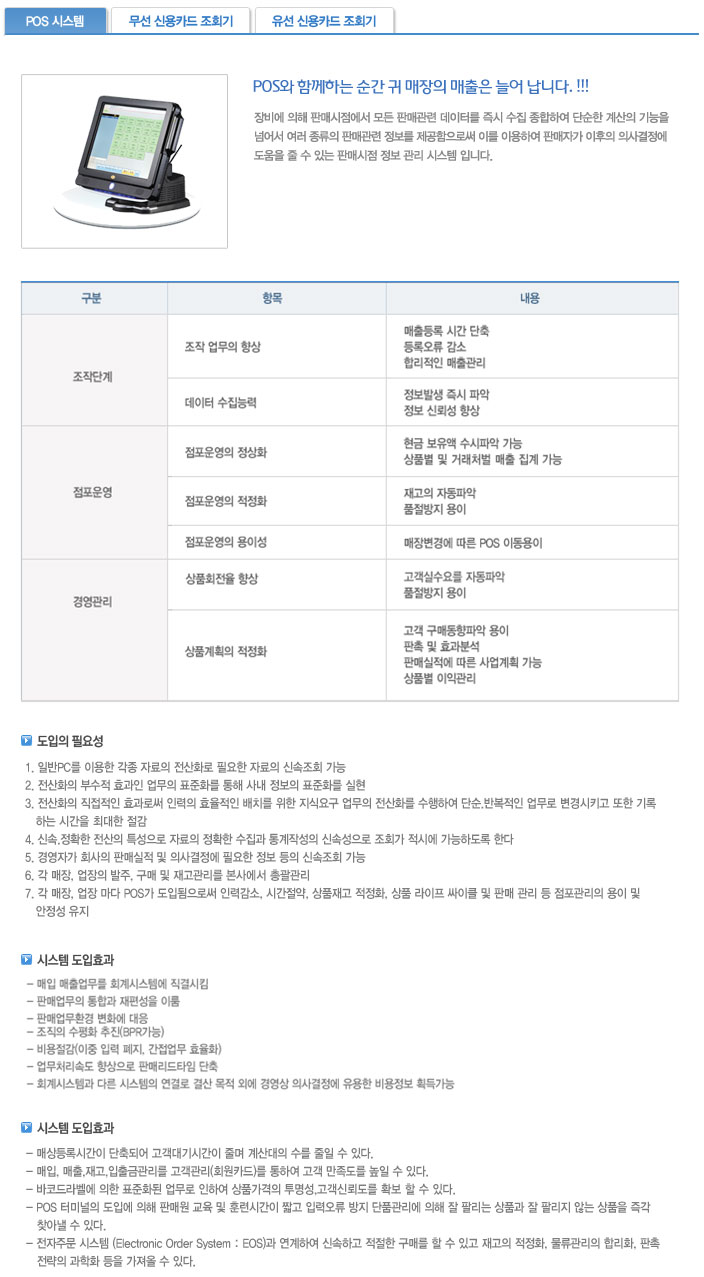 POS 시스템
무선 신용카드 조회기
유선 신용카드 조회기
POS와 함께하는 순간 귀 매장의 매출은 늘어 납니다. !!!
장비에 의해 판매시점에서 모든 판매관련 데이터를 즉시 수집 종합하여 단순한 계산의 기능을
넘어서 여러 종류의 판매관련 정보를 제공함으로써 이를 이용하여 판매자가 이후의 의사결정에
도움을 줄 수 있는 판매시점 정보 관리 시스템 입니다.
구분
항목
내용
조작단계
조작 업무의 향상
매출등록 시간 단축
등록오류 감소
합리적인 매출관리
데이터 수집능력
정보발생 즉시 파악
정보 신뢰성 향상
점포운영
점포운영의 정상화
현금 보유액 수시파악 가능
상품별 및 거래처벌 매출 집계 가능
점포운영의 적정화
재고의 자동파악
품절방지 용이
점포운영의 용이성
매장변경에 따른 POS 이동용이
경영관리
상품회전율 향상
고객실수요를 자동파악
품절방지 용이
상품계획의 적정화
고객 구매동향파악 용이
판촉 및 효과분석
판매실적에 따른 사업계획 가능
상품별 이익관리
도입의 필요성
1. 일반PC를 이용한 각종 자료의 전산화로 필요한 자료의 신속조회 가능
2. 전산화의 부수적 효과인 업무의 표준화를 통해 사내 정보의 표준화를 실현
3. 전산화의 직접적인 효과로써 인력의 효율적인 배치를 위한 지식요구 업무의 전산화를 수행하여 단순.반복적인 업무로 변경시키고 또한 기록
하는 시간을 최대한 절감
4. 신속.정확한 전산의 특성으로 자료의 정확한 수집과 통계작성의 신속성으로 조회가 적시에 가능하도록 한다
5. 경영자가 회사의 판매실적 및 의사결정에 필요한 정보 등의 신속조회 가능
6. 각 매장, 업장의 발주, 구매 및 재고관리를 본사에서 총괄관리
7. 각 매장, 업장 마다 POS가 도입됨으로써 인력감소, 시간절약, 상품재고 적정화, 상품 라이프 싸이클 및 판매 관리 등 점포관리의 용이 및
안정성 유지
시스템 도입효과
- 매입 매출업무를 회계시스템에 직결시킴
- 판매업무의 통합과 재편성을 이룸
- 판매업무환경 변화에 대응
- 조직의 수평화 추진(BPR가능)
- 비용절감(이중 입력 폐지, 간접업무 효율화)
- 업무처리속도 향상으로 판매리드타임 단축
- 회계시스템과 다른 시스템의 연결로 결산 목적 외에 경영상 의사결정에 유용한 비용정보 획득가능
시스템 도입효과
- 매상등록시간이 단축되어 고객대기시간이 줄며 계산대의 수를 줄일 수 있다.
- 매입, 매출,재고,입출금관리를 고객관리(회원카드)를 통하여 고객 만족도를 높일 수 있다.
- 바코드라벨에 의한 표준화된 업무로 인하여 상품가격의 투명성,고객신뢰도를 확보 할 수 있다.
- POS 터미널의 도입에 의해 판매원 교육 및 훈련시간이 짧고 입력오류 방지 단품관리에 의해 잘 팔리는 상품과 잘 팔리지 않는 상품을 즉각
찾아낼 수 있다.
- 전자주문 시스템 (Electronic Order System : EOS)과 연계하여 신속하고 적절한 구매를 할 수 있고 재고의 적정화, 물류관리의 합리화, 판촉
전략의 과학화 등을 가져올 수 있다.